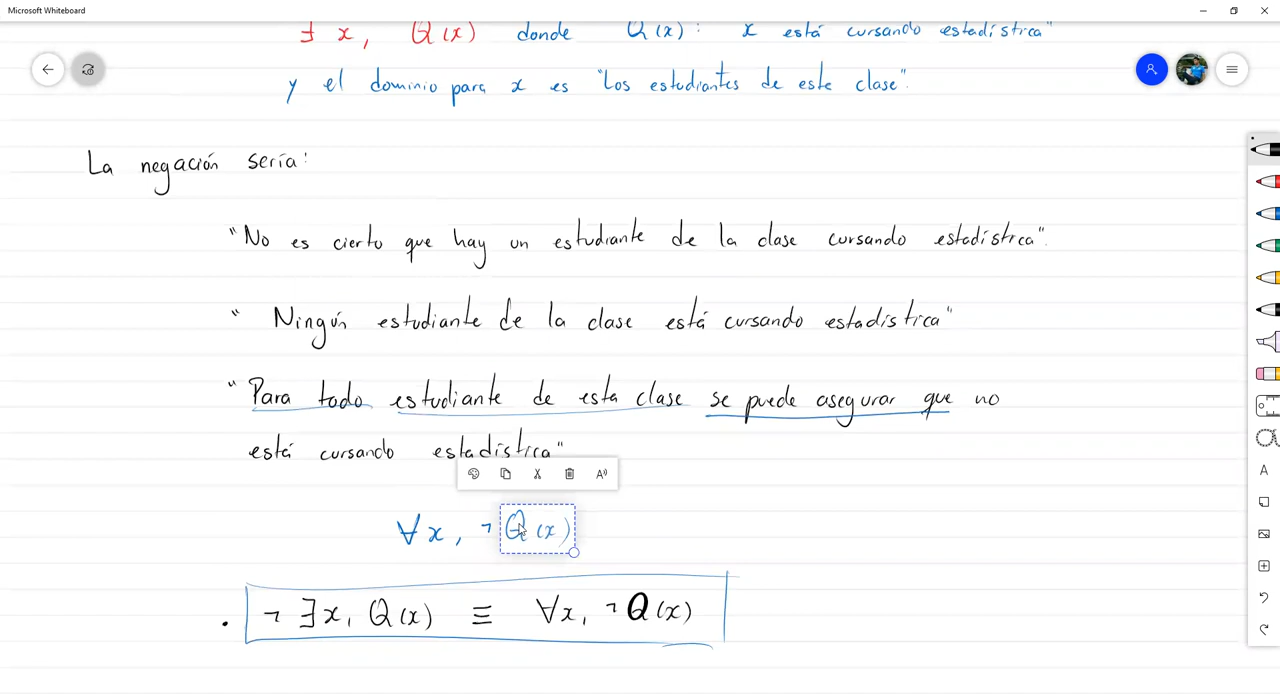 Microsoft Whiteboard
∃ x, Q(x) donde Q(x): x está cursando estadística"
y el dominio para x es "Los estudiantes de este clase".
La negación sería:
"No es cierto que hay un estudiante de la clase cursando estadística".
" Ningún estudiante de la clase está cursando estadística"
"Para todo estudiante de esta clase se puede asegurar que no
está cursando estadística"
∀x, ¬Q(x)
. ¬∃x, Q(x) ≡ ∀x, ¬Q(x)